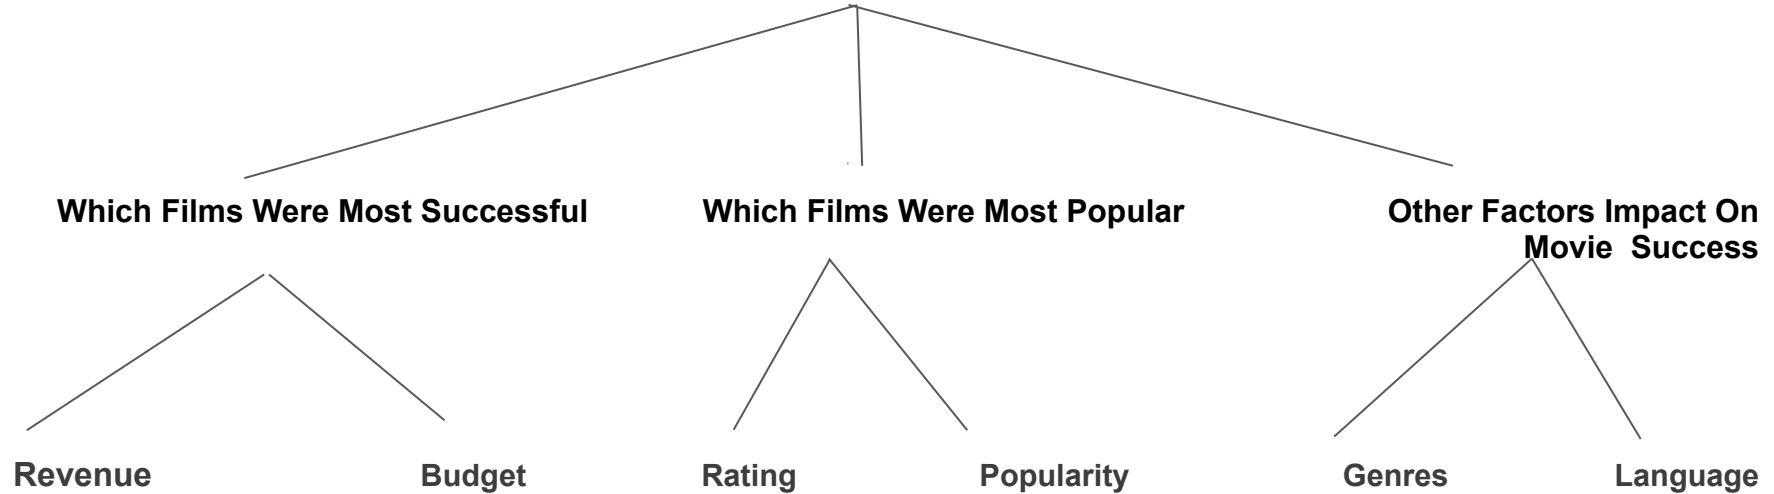 Which Films Were Most Successful
Which Films Were Most Popular
Other Factors Impact On
Movie  Success
Revenue
Budget
Rating
Popularity
Genres
Language